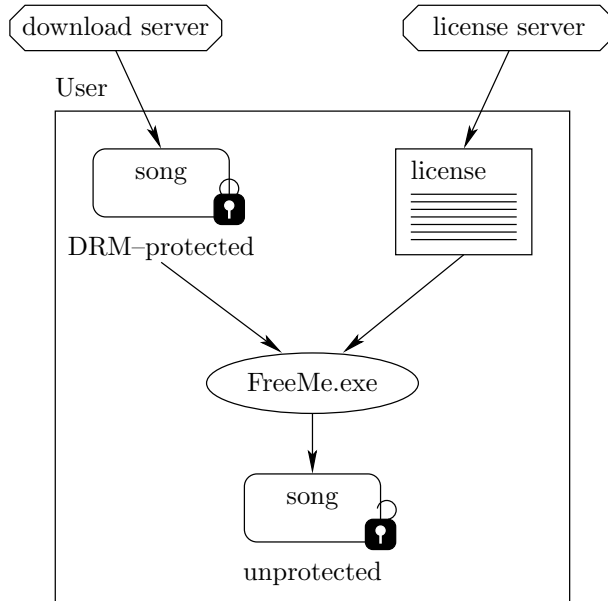 download server
license server
User
song
license
DRM–protected
FreeMe.exe
song
unprotected